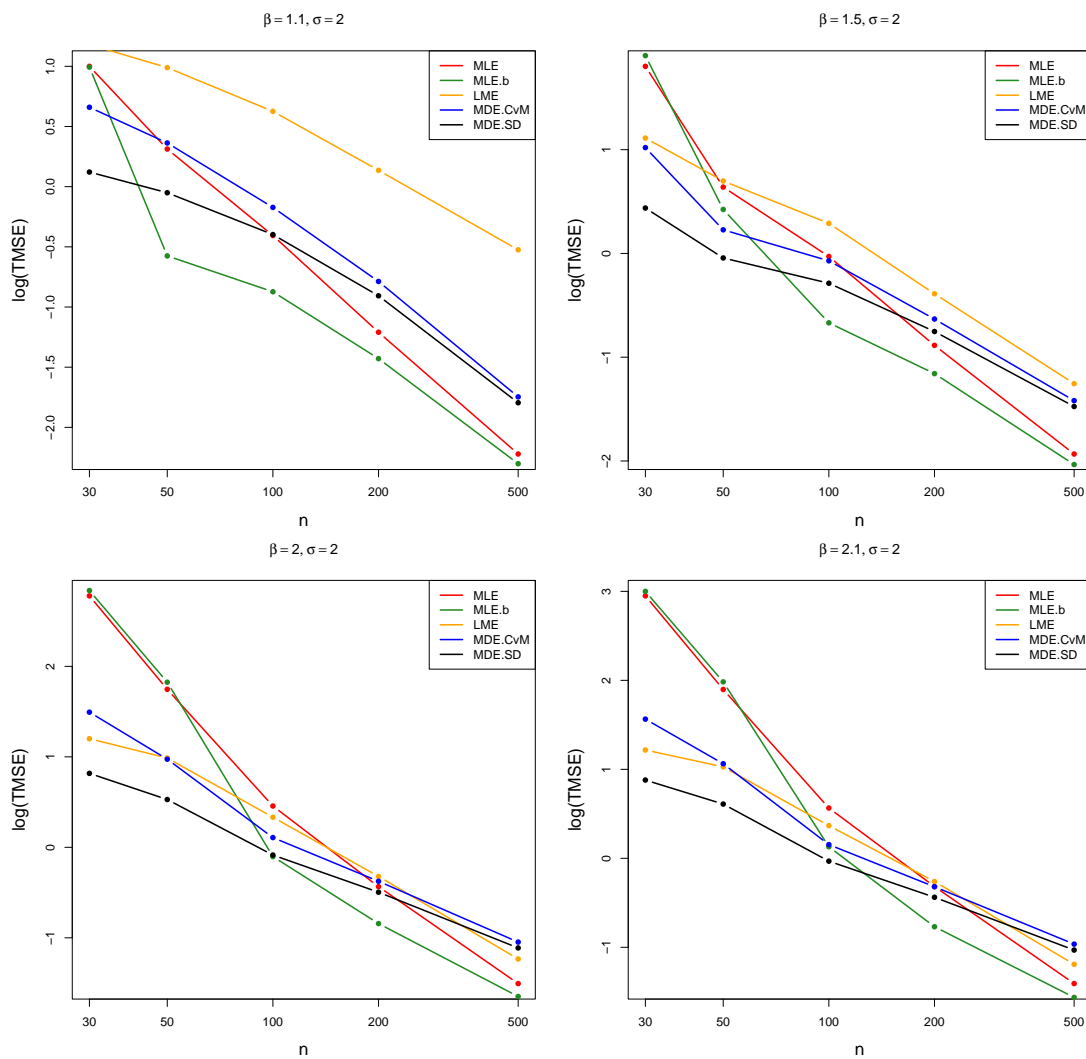 β = 1.1, σ = 2
log(TMSE)
1.0
0.5
0.0
−0.5
−1.0
−1.5
−2.0
MLE
MLE.b
LME
MDE.CvM
MDE.SD
30 50 100 200 500
n
β = 1.5, σ = 2
log(TMSE)
1
0
−1
−2
MLE
MLE.b
LME
MDE.CvM
MDE.SD
30 50 100 200 500
n
β = 2, σ = 2
log(TMSE)
2
1
0
−1
MLE
MLE.b
LME
MDE.CvM
MDE.SD
30 50 100 200 500
n
β = 2.1, σ = 2
log(TMSE)
3
2
1
0
−1
MLE
MLE.b
LME
MDE.CvM
MDE.SD
30 50 100 200 500
n